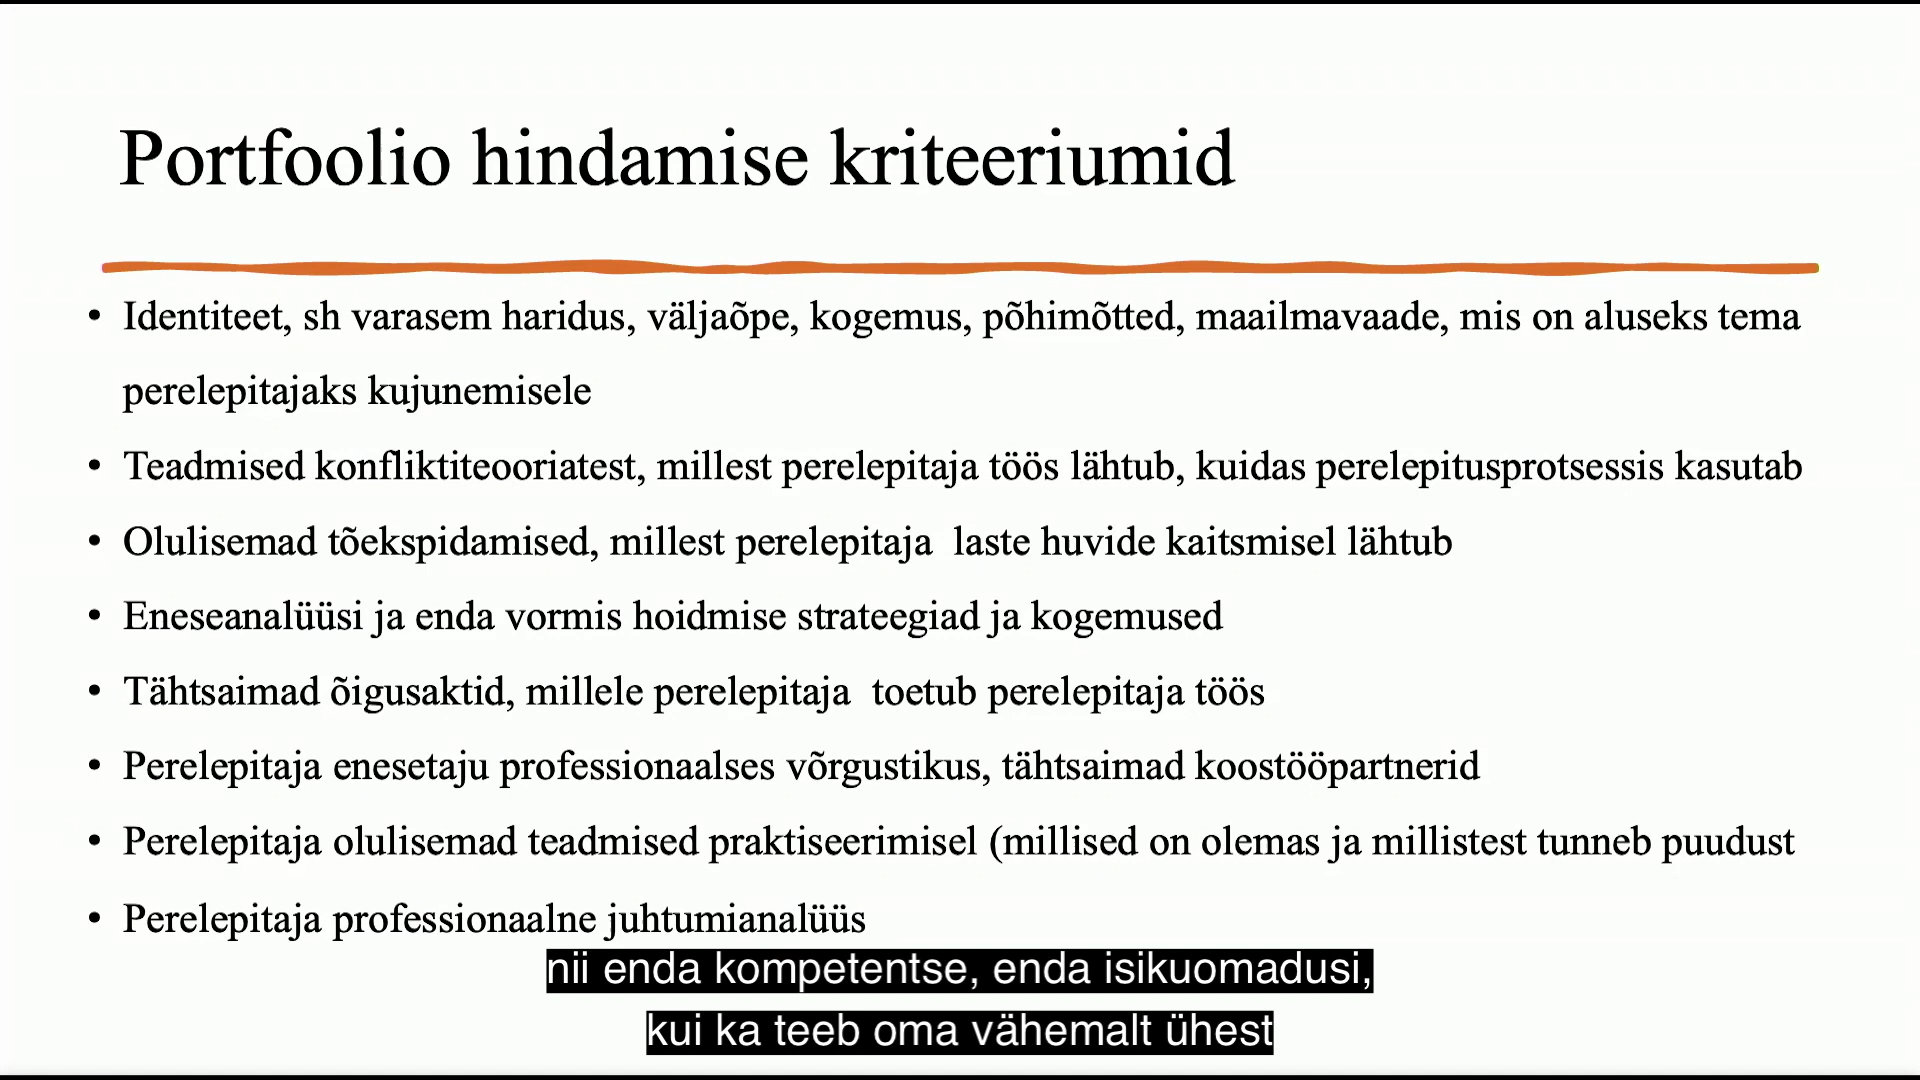 Portfoolio hindamise kriteeriumid
• Identiteet, sh varasem haridus, väljaõpe, kogemus, põhimõtted, maailmavaade, mis on aluseks tema
perelepitajaks kujunemisele
• Teadmised konfliktiteooriatest, millest perelepitaja töös lähtub, kuidas perelepitusprotsessis kasutab
• Olulisemad tõekspidamised, millest perelepitaja  laste huvide kaitsmisel lähtub
• Eneseanalüüsi ja enda vormis hoidmise strateegiad ja kogemused
• Tähtsaimad õigusaktid, millele perelepitaja  toetub perelepitaja töös
• Perelepitaja enesetaju professionaalses võrgustikus, tähtsaimad koostööpartnerid
• Perelepitaja olulisemad teadmised praktiseerimisel (millised on olemas ja millistest tunneb puudust
• Perelepitaja professionaalne juhtumianalüüs
nii enda kompetentse, enda isikuomadusi,
kui ka teeb oma vähemalt ühest